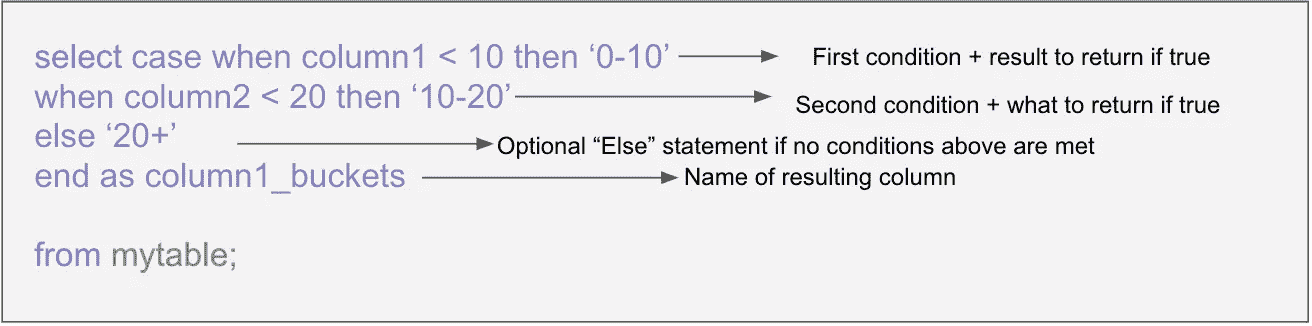 select case when column1 < 10 then ‘0-10’ First condition + result to return if true
when column2 < 20 then ‘10-20’ Second condition + what to return if true
else ‘20+’ Optional “Else” statement if no conditions above are met
end as column1_buckets Name of resulting column
from mytable;